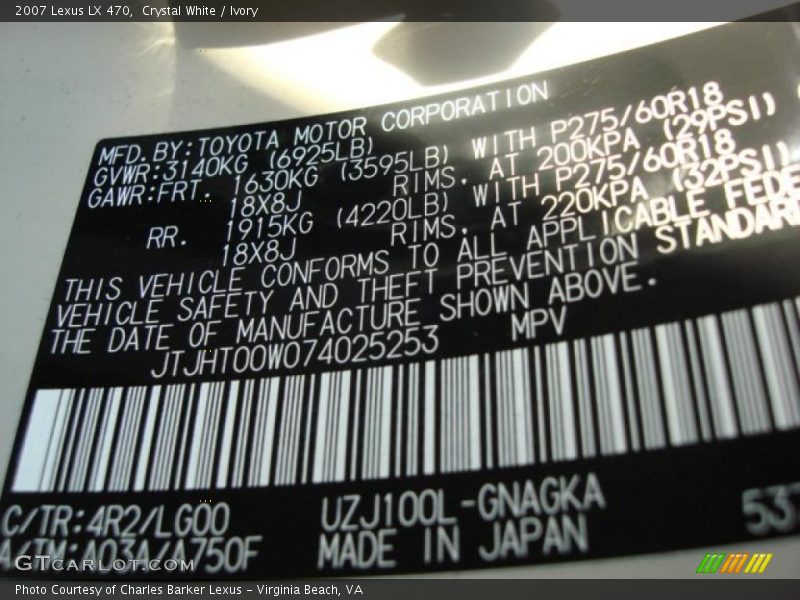 2007 Lexus LX 470, Crystal White / Ivory
MFD. BY: TOYOTA MOTOR CORPORATION
GVWR: 3140KG (6925LB)
GAWR: FRT. 1630KG (3595LB) WITH P275/60R18
18X8J RIMS. AT 200KPA (29PSI)
RR. 1915KG (4220LB) WITH P275/60R18
18X8J RIMS. AT 220KPA (32PSI)
THIS VEHICLE CONFORMS TO ALL APPLICABLE FEDE
VEHICLE SAFETY AND THEFT PREVENTION STANDARD
THE DATE OF MANUFACTURE SHOWN ABOVE.
JTJHT00W074025253 MPV
C/TR: 4R2/LG00 UZJ100L-GNAGKA 537
A/TM: A03A/A750F MADE IN JAPAN
GTCARLOT.COM
Photo Courtesy of Charles Barker Lexus - Virginia Beach, VA